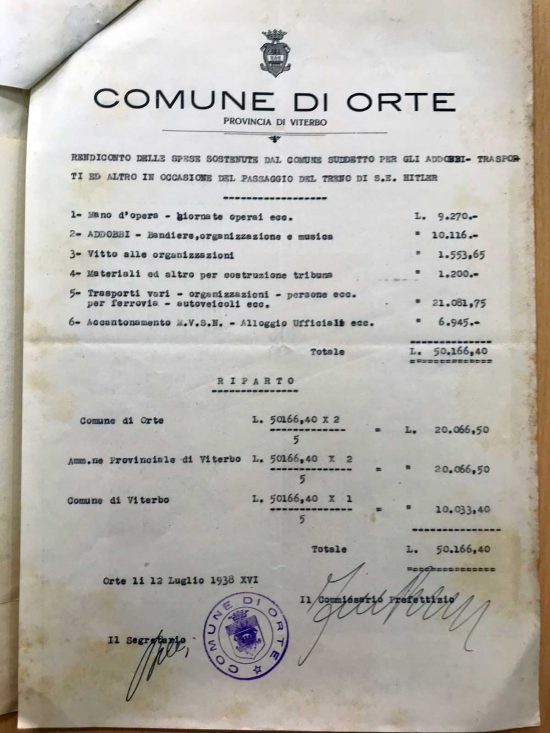 COMUNE DI ORTE
PROVINCIA DI VITERBO
RENDICONTO DELLE SPESE SOSTENUTE DAL COMUNE SUDDETTO PER GLI ADDOBBI- TRASPOR
TI ED ALTRO IN OCCASIONE DEL PASSAGGIO DEL TRENO DI S.E. HITLER
1- Mano d'opera - giornate operai ecc. L. 9.270.-
2- ADDOBBI - Bandiere,organizzazione e musica " 10.116.-
3- Vitto alle organizzazioni " 1.553,65
4- Materiali ed altro per costruzione tribuna " 1.200.-
5- Trasporti vari - organizzazioni - persone ecc.
per ferrovia - autoveicoli ecc. " 21.081,75
6- Accantonamento M.V.S.N. - Alloggio Ufficiali ecc. " 6.945.-
Totale L. 50.166,40
RIPARTO
Comune di Orte L. 50166,40 X 2 = L. 20.066,50
5
Amm.ne Provinciale di Viterbo L. 50166,40 X 2 = " 20.066,50
5
Comune di Viterbo L. 50166,40 X 1 = " 10.033,40
5
Totale L. 50.166,40
Orte li 12 Luglio 1938 XVI
Il Commissario Prefettizio
Il Segretario
COMUNE DI ORTE